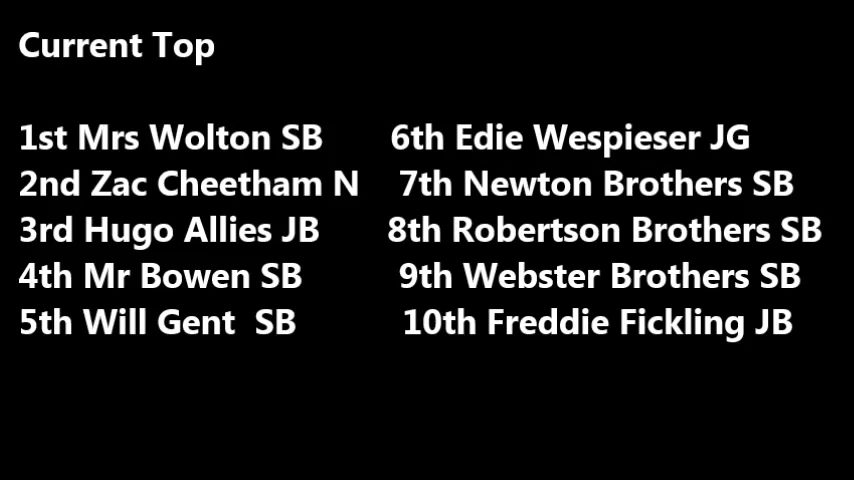 Current Top
1st Mrs Wolton SB
2nd Zac Cheetham N
3rd Hugo Allies JB
4th Mr Bowen SB
5th Will Gent SB
6th Edie Wespieser JG
7th Newton Brothers SB
8th Robertson Brothers SB
9th Webster Brothers SB
10th Freddie Fickling JB